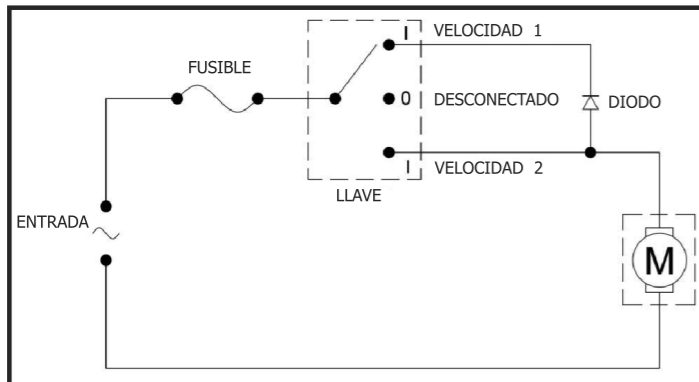 I VELOCIDAD 1
FUSIBLE
0 DESCONECTADO DIODO
I VELOCIDAD 2
LLAVE
ENTRADA
M